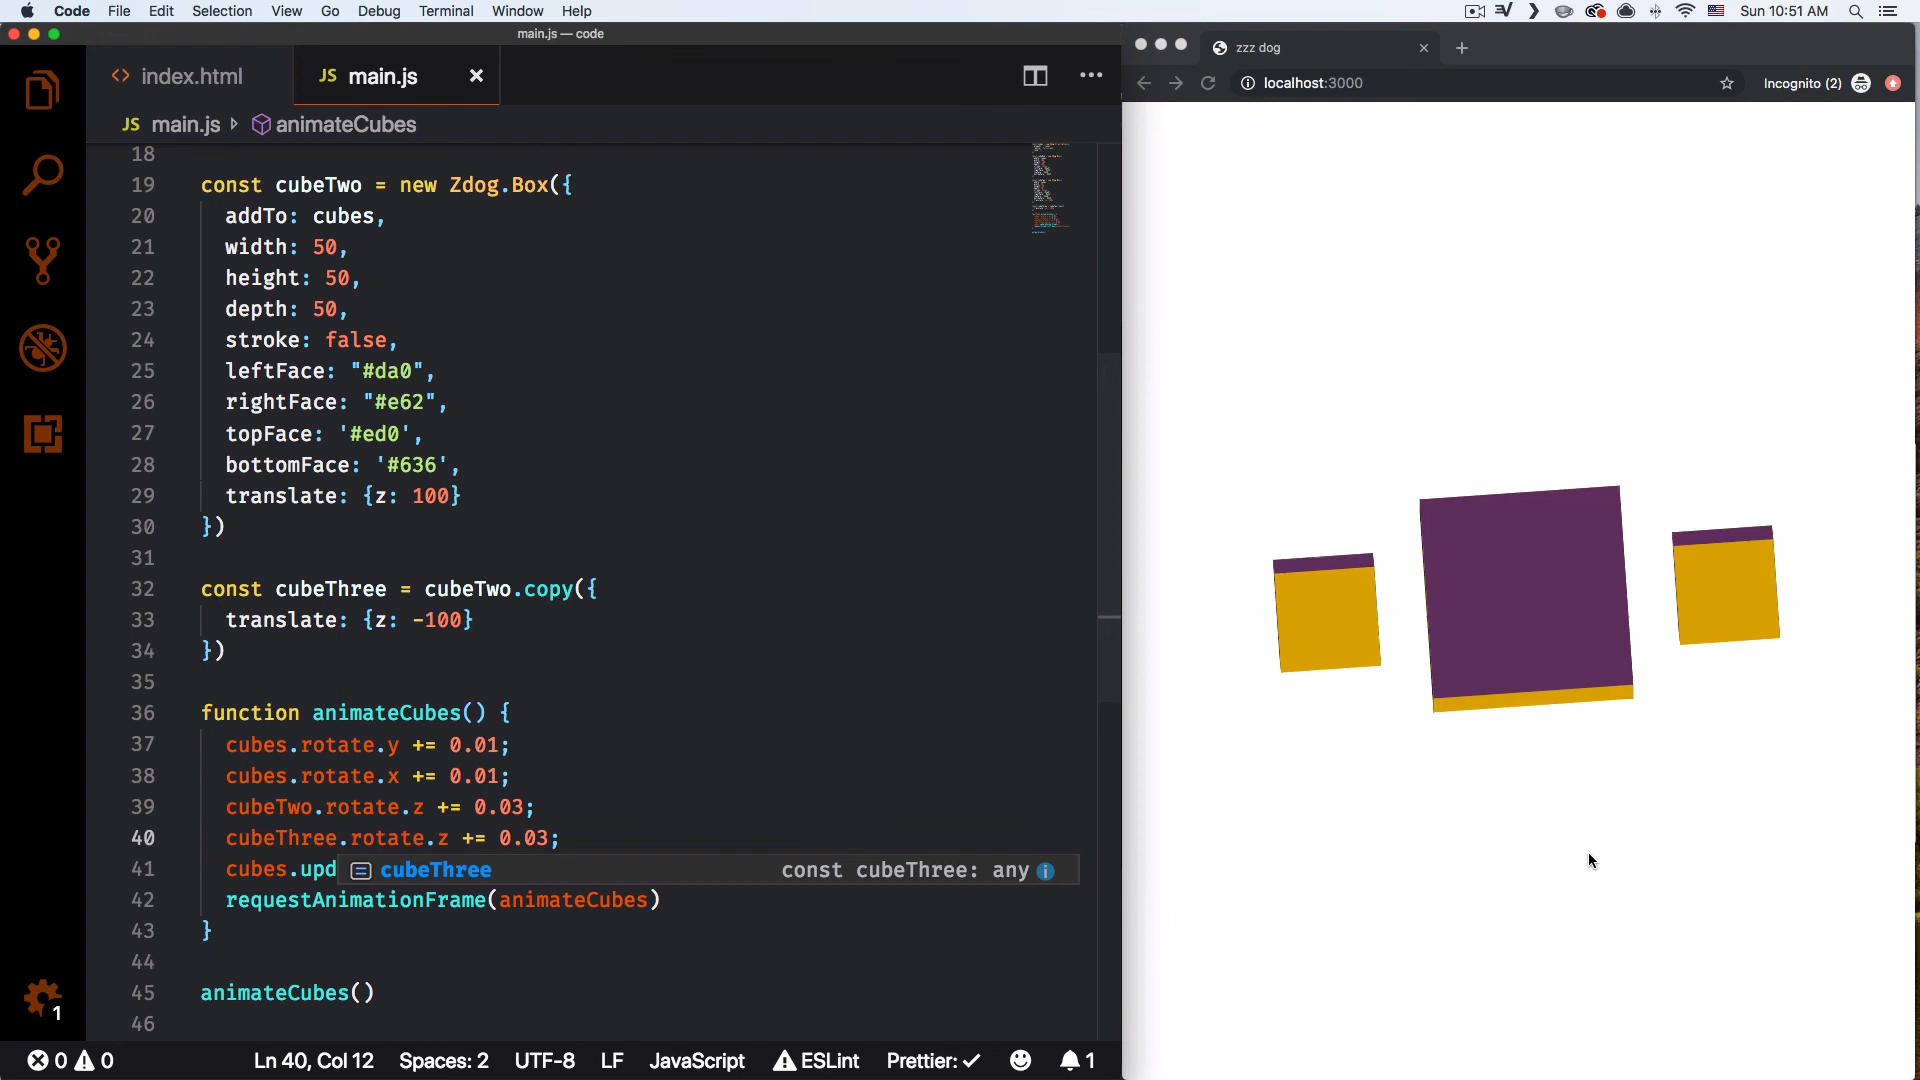 Code File Edit Selection View Go Debug Terminal Window Help
Sun 10:51 AM
main.js — code
index.html
JS main.js
JS main.js animateCubes
18
19 const cubeTwo = new Zdog.Box({
20 addTo: cubes,
21 width: 50,
22 height: 50,
23 depth: 50,
24 stroke: false,
25 leftFace: "#da0",
26 rightFace: "#e62",
27 topFace: '#ed0',
28 bottomFace: '#636',
29 translate: {z: 100}
30 })
31
32 const cubeThree = cubeTwo.copy({
33 translate: {z: -100}
34 })
35
36 function animateCubes() {
37 cubes.rotate.y += 0.01;
38 cubes.rotate.x += 0.01;
39 cubeTwo.rotate.z += 0.03;
40 cubeThree.rotate.z += 0.03;
41 cubes.upd cubeThree const cubeThree: any
42 requestAnimationFrame(animateCubes)
43 }
44
45 animateCubes()
46
1
0 0 Ln 40, Col 12 Spaces: 2 UTF-8 LF JavaScript ESLint Prettier: ✓ 1
zzz dog
localhost:3000 Incognito (2)